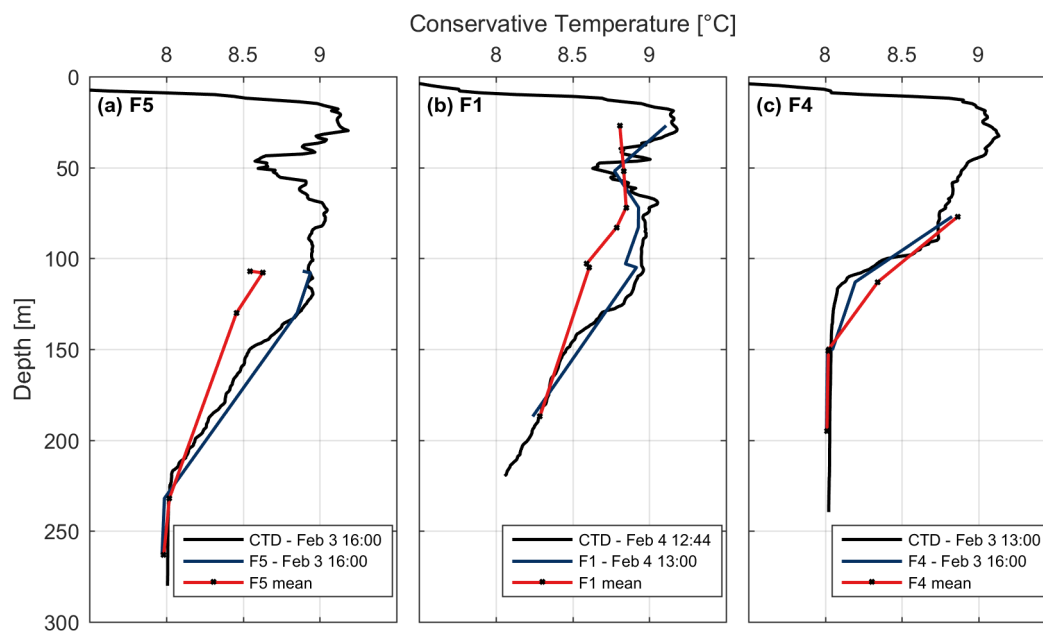 Conservative Temperature [°C]
8 8.5 9 8 8.5 9 8 8.5 9
0
50
100
150
200
250
300
Depth [m]
(a) F5
(b) F1
(c) F4
CTD - Feb 3 16:00
F5 - Feb 3 16:00
F5 mean
CTD - Feb 4 12:44
F1 - Feb 4 13:00
F1 mean
CTD - Feb 3 13:00
F4 - Feb 3 16:00
F4 mean